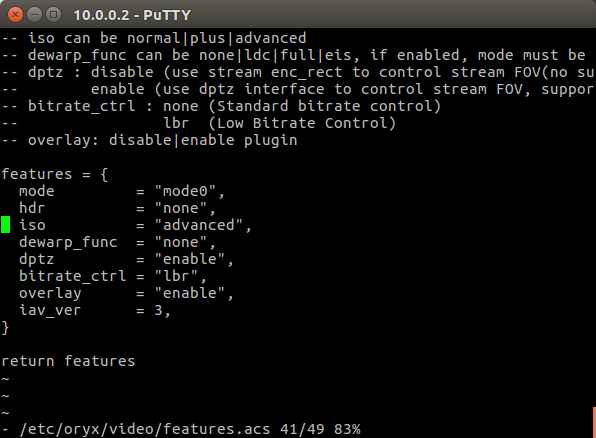 10.0.0.2 - PuTTY
-- iso can be normal|plus|advanced
-- dewarp_func can be none|ldc|full|eis, if enabled, mode must be
-- dptz : disable (use stream enc_rect to control stream FOV(no su
--        enable (use dptz interface to control stream FOV, suppor
-- bitrate_ctrl : none (Standard bitrate control)
--                lbr  (Low Bitrate Control)
-- overlay: disable|enable plugin
features = {
  mode         = "mode0",
  hdr          = "none",
  iso          = "advanced",
  dewarp_func  = "none",
  dptz         = "enable",
  bitrate_ctrl = "lbr",
  overlay      = "enable",
  iav_ver      = 3,
}
return features
~
~
~
- /etc/oryx/video/features.acs 41/49 83%